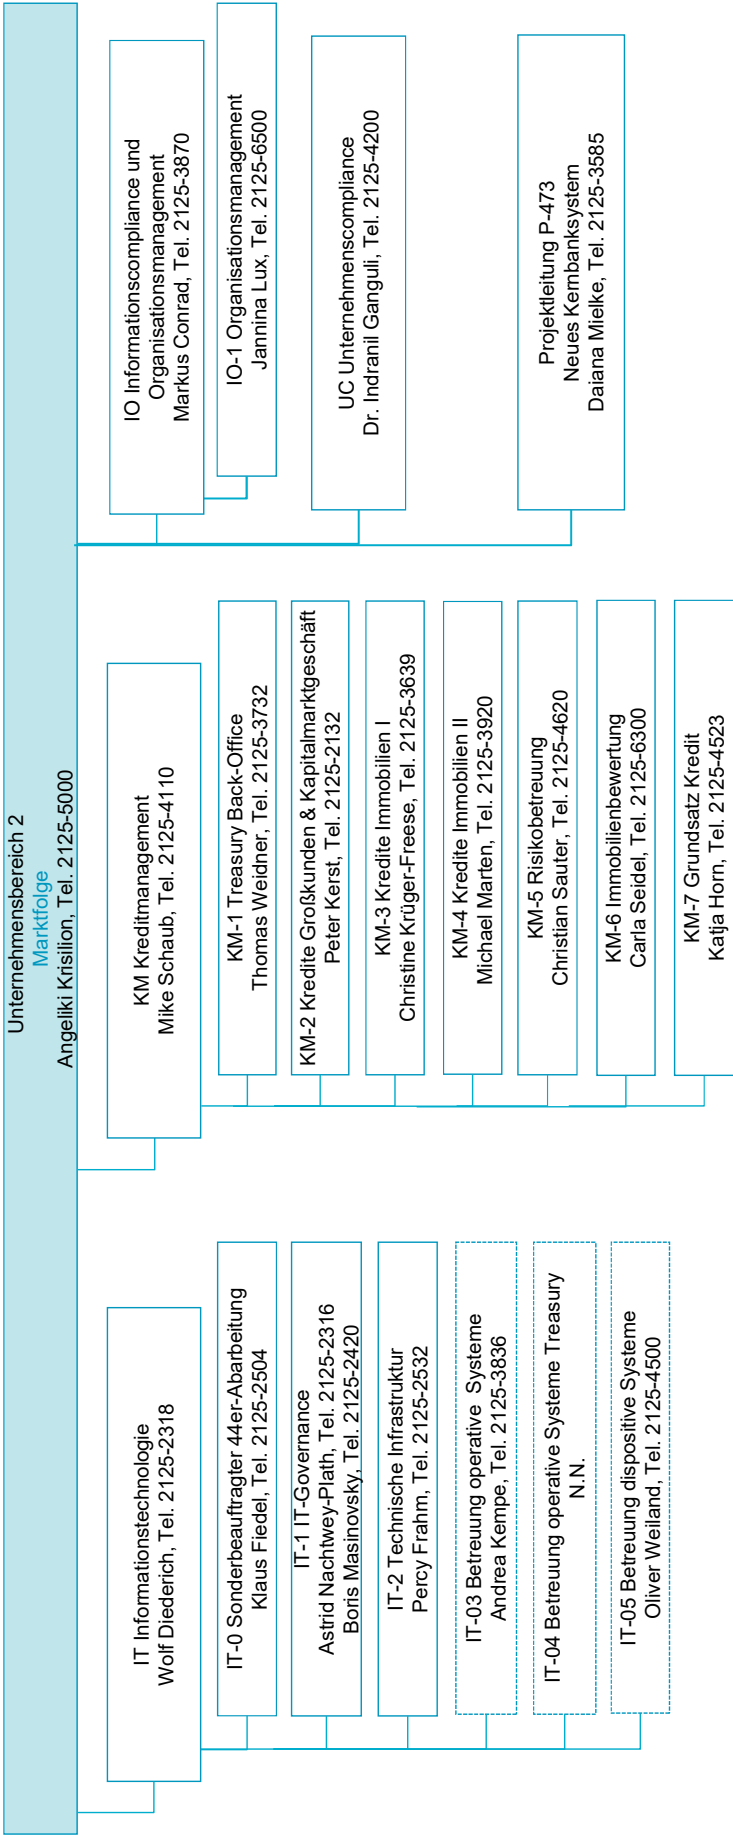 Unternehmensbereich 2
Marktfolge
Angeliki Krisilion, Tel. 2125-5000
IT Informationstechnologie
Wolf Diederich, Tel. 2125-2318
IT-0 Sonderbeauftragter 44er-Abarbeitung
Klaus Fiedel, Tel. 2125-2504
IT-1 IT-Governance
Astrid Nachtwey-Plath, Tel. 2125-2316
Boris Masinovsky, Tel. 2125-2420
IT-2 Technische Infrastruktur
Percy Frahm, Tel. 2125-2532
IT-03 Betreuung operative Systeme
Andrea Kempe, Tel. 2125-3836
IT-04 Betreuung operative Systeme Treasury
N.N.
IT-05 Betreuung dispositive Systeme
Oliver Weiland, Tel. 2125-4500
KM Kreditmanagement
Mike Schaub, Tel. 2125-4110
KM-1 Treasury Back-Office
Thomas Weidner, Tel. 2125-3732
KM-2 Kredite Großkunden & Kapitalmarktgeschäft
Peter Kerst, Tel. 2125-2132
KM-3 Kredite Immobilien I
Christine Krüger-Freese, Tel. 2125-3639
KM-4 Kredite Immobilien II
Michael Marten, Tel. 2125-3920
KM-5 Risikobetreuung
Christian Sauter, Tel. 2125-4620
KM-6 Immobilienbewertung
Carla Seidel, Tel. 2125-6300
KM-7 Grundsatz Kredit
Katja Horn, Tel. 2125-4523
IO Informationscompliance und
Organisationsmanagement
Markus Conrad, Tel. 2125-3870
IO-1 Organisationsmanagement
Jannina Lux, Tel. 2125-6500
UC Unternehmenscompliance
Dr. Indranil Ganguli, Tel. 2125-4200
Projektleitung P-473
Neues Kernbanksystem
Daiana Mielke, Tel. 2125-3585